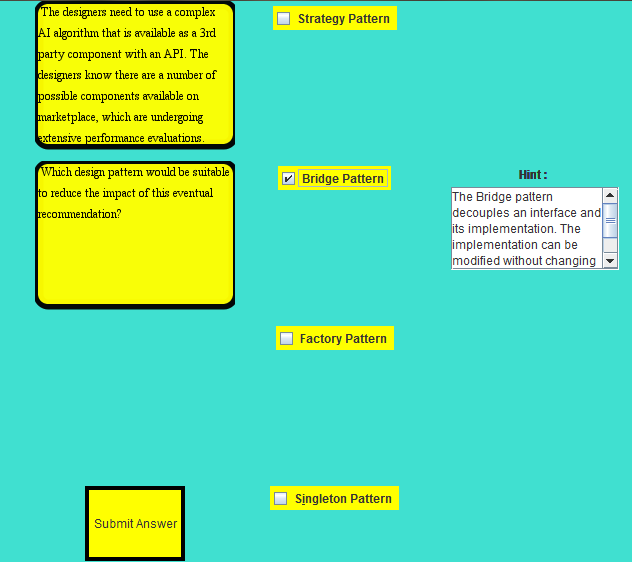 The designers need to use a complex
AI algorithm that is available as a 3rd
party component with an API. The
designers know there are a number of
possible components available on
marketplace, which are undergoing
extensive performance evaluations.
Strategy Pattern
Which design pattern would be suitable
to reduce the impact of this eventual
recommendation?
Bridge Pattern
Hint :
The Bridge pattern
decouples an interface and
its implementation. The
implementation can be
modified without changing
Factory Pattern
Singleton Pattern
Submit Answer